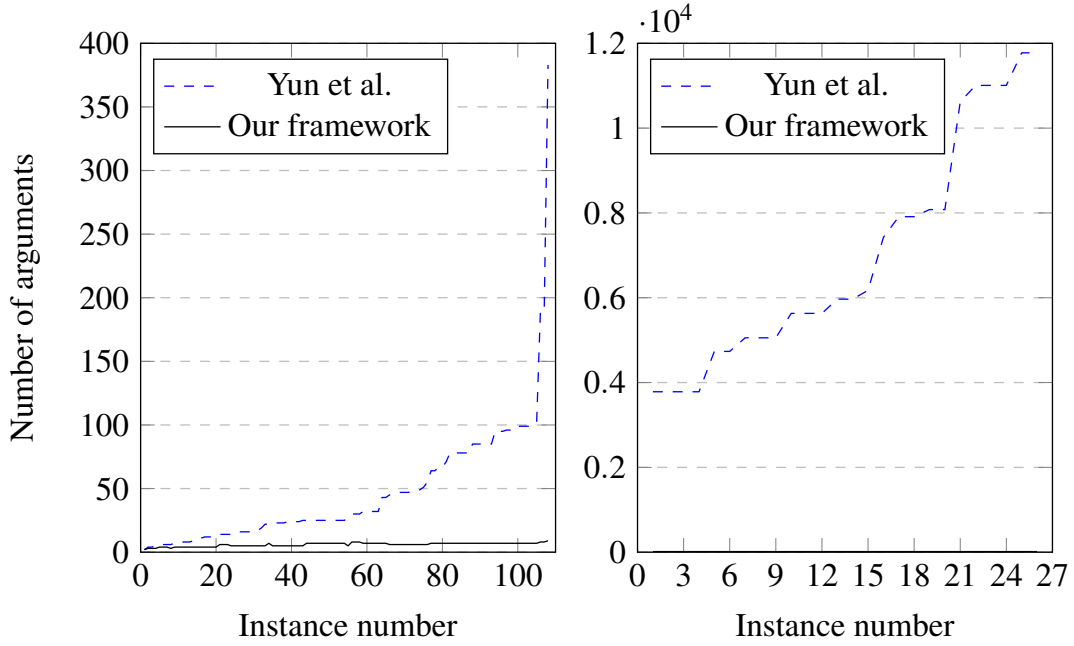 Number of arguments
400
350
300
250
200
150
100
50
0
0 20 40 60 80 100
Instance number
Yun et al.
Our framework
·10⁴
1.2
1
0.8
0.6
0.4
0.2
0
0 3 6 9 12 15 18 21 24 27
Instance number
Yun et al.
Our framework